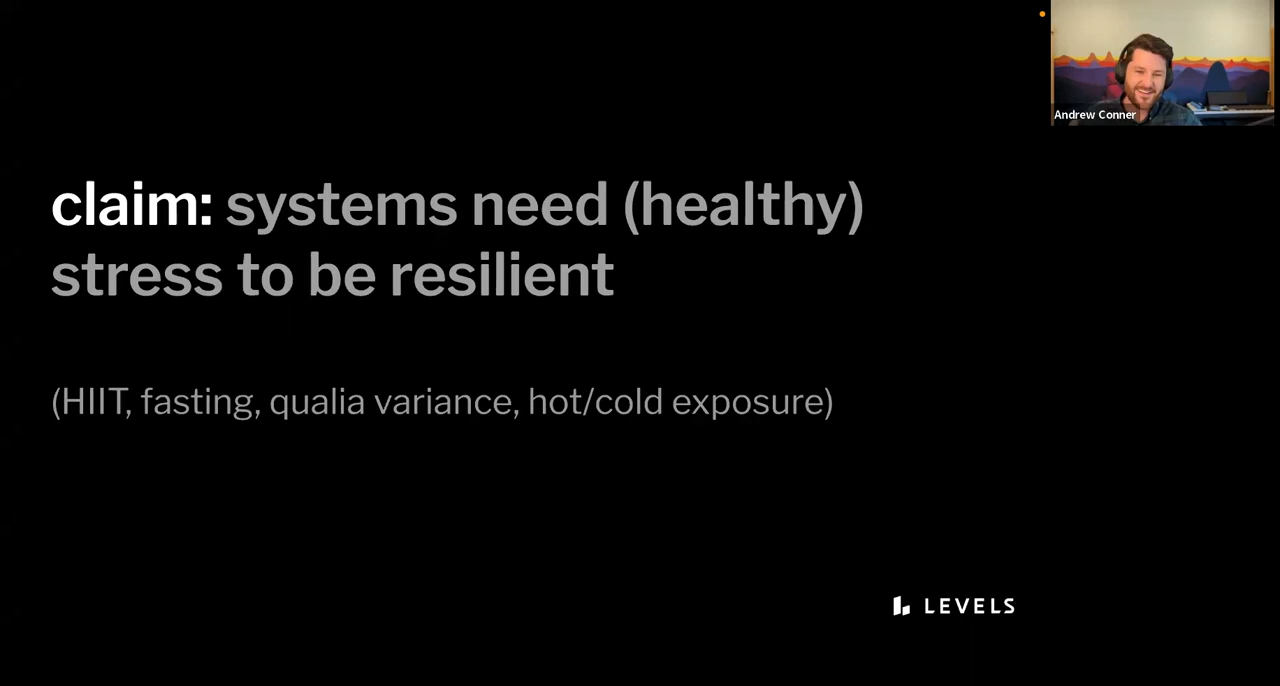 Andrew Conner
claim: systems need (healthy)
stress to be resilient
(HIIT, fasting, qualia variance, hot/cold exposure)
LEVELS